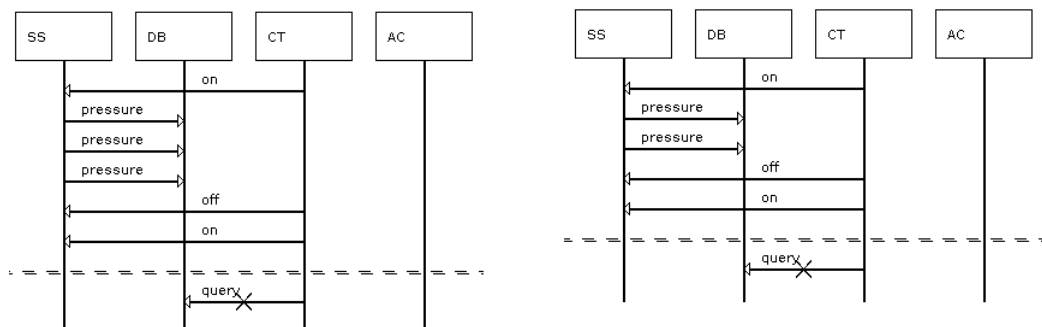 SS DB CT AC
on
pressure
pressure
pressure
off
on
query
SS DB CT AC
on
pressure
pressure
off
on
query